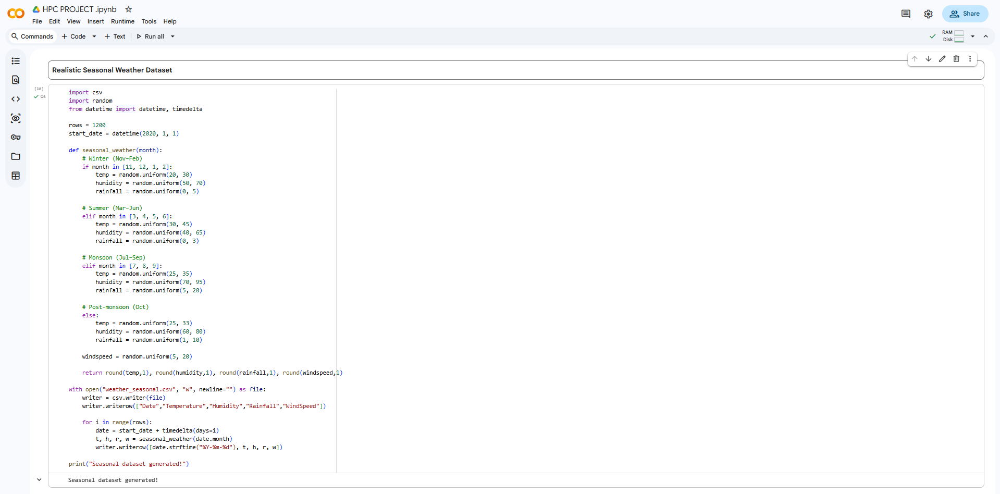 HPC PROJECT .ipynb
File Edit View Insert Runtime Tools Help
Share
Commands + Code + Text Run all
RAM
Disk
Realistic Seasonal Weather Dataset
[18]
0s
import csv
import random
from datetime import datetime, timedelta
rows = 1200
start_date = datetime(2020, 1, 1)
def seasonal_weather(month):
# Winter (Nov–Feb)
if month in [11, 12, 1, 2]:
temp = random.uniform(20, 30)
humidity = random.uniform(50, 70)
rainfall = random.uniform(0, 5)
# Summer (Mar–Jun)
elif month in [3, 4, 5, 6]:
temp = random.uniform(30, 45)
humidity = random.uniform(40, 65)
rainfall = random.uniform(0, 3)
# Monsoon (Jul–Sep)
elif month in [7, 8, 9]:
temp = random.uniform(25, 35)
humidity = random.uniform(70, 95)
rainfall = random.uniform(5, 20)
# Post-monsoon (Oct)
else:
temp = random.uniform(25, 33)
humidity = random.uniform(60, 80)
rainfall = random.uniform(1, 10)
windspeed = random.uniform(5, 20)
return round(temp,1), round(humidity,1), round(rainfall,1), round(windspeed,1)
with open("weather_seasonal.csv", "w", newline="") as file:
writer = csv.writer(file)
writer.writerow(["Date","Temperature","Humidity","Rainfall","WindSpeed"])
for i in range(rows):
date = start_date + timedelta(days=i)
t, h, r, w = seasonal_weather(date.month)
writer.writerow([date.strftime("%Y-%m-%d"), t, h, r, w])
print("Seasonal dataset generated!")
Seasonal dataset generated!